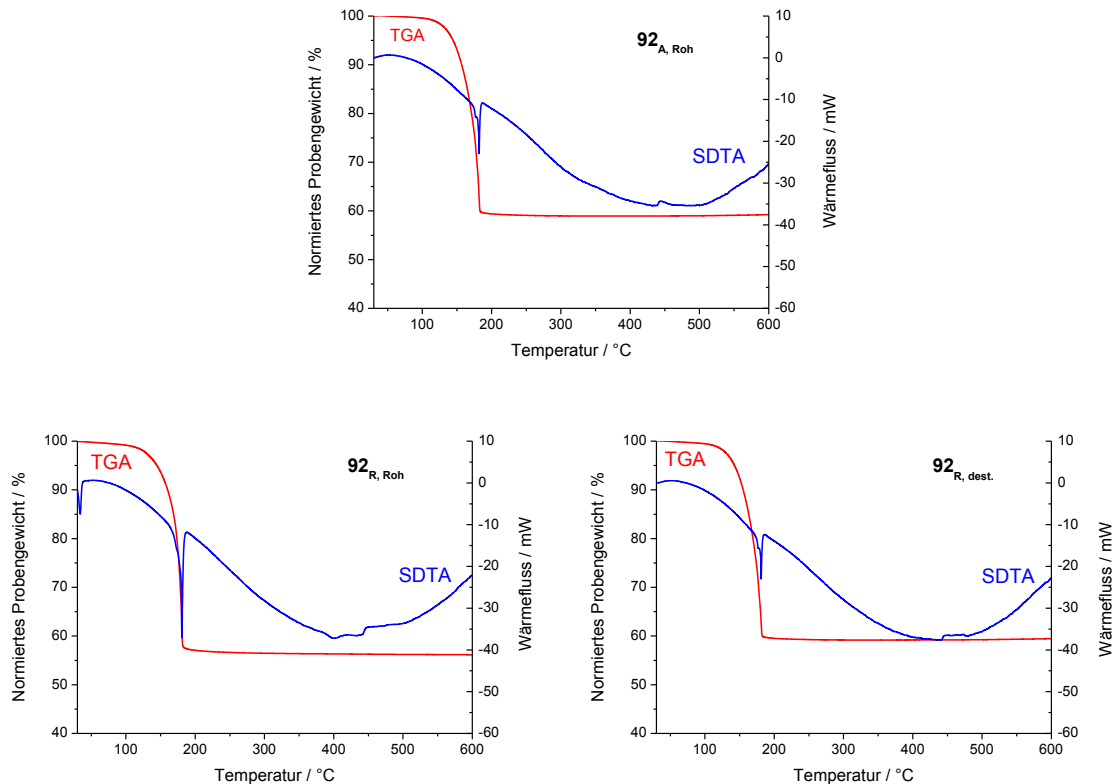 92A, Roh
TGA
SDTA
Normiertes Probengewicht / %
100
90
80
70
60
50
40
10
0
-10
-20
-30
-40
-50
-60
Wärmefluss / mW
100 200 300 400 500 600
Temperatur / °C
92R, Roh
TGA
SDTA
Normiertes Probengewicht / %
100
90
80
70
60
50
40
10
0
-10
-20
-30
-40
-50
-60
Wärmefluss / mW
100 200 300 400 500 600
Temperatur / °C
92R, dest.
TGA
SDTA
Normiertes Probengewicht / %
100
90
80
70
60
50
40
10
0
-10
-20
-30
-40
-50
-60
Wärmefluss / mW
100 200 300 400 500 600
Temperatur / °C